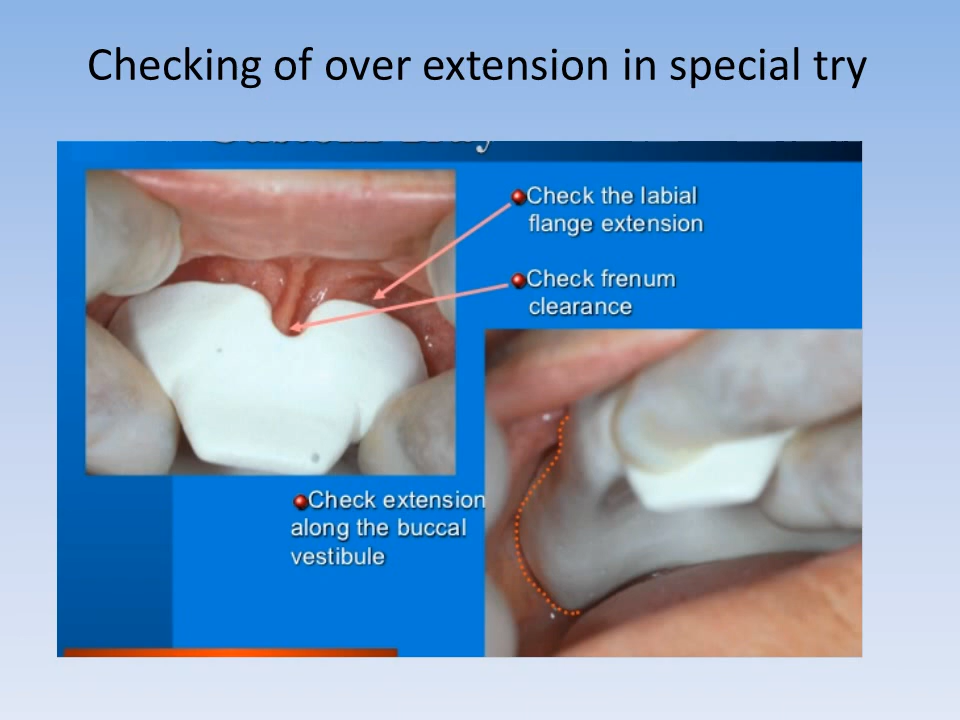 Checking of over extension in special try
Check the labial
flange extension
Check frenum
clearance
Check extension
along the buccal
vestibule